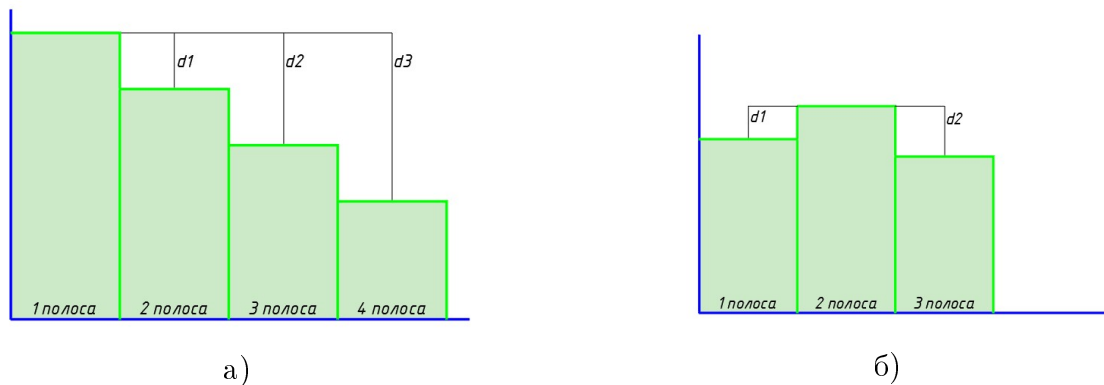 d1
d2
d3
1 полоса
2 полоса
3 полоса
4 полоса
а)
d1
d2
1 полоса
2 полоса
3 полоса
б)